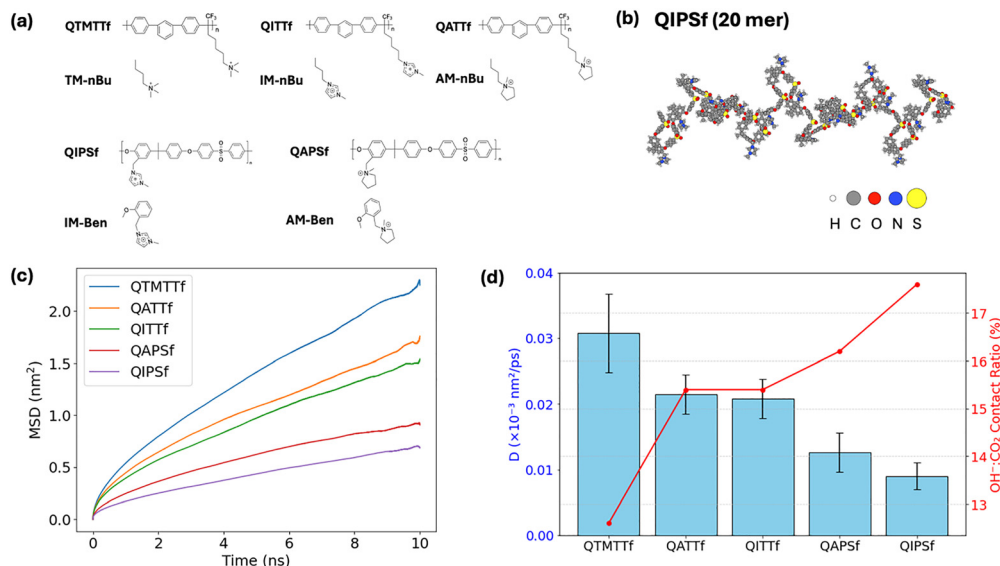 (a)
QTMTTf
QITTf
QATTf
TM-nBu
IM-nBu
AM-nBu
QIPSf
QAPSf
IM-Ben
AM-Ben
(b) QIPSf (20 mer)
H C O N S
(c)
MSD (nm²)
2.0
1.5
1.0
0.5
0.0
QTMTTf
QATTf
QITTf
QAPSf
QIPSf
0 2 4 6 8 10
Time (ns)
(d)
D (×10⁻³ nm²/ps)
0.04
0.03
0.02
0.01
0.00
QTMTTf QATTf QITTf QAPSf QIPSf
17
16
15
14
13
OH⁻:CO₂ Contact Ratio (%)